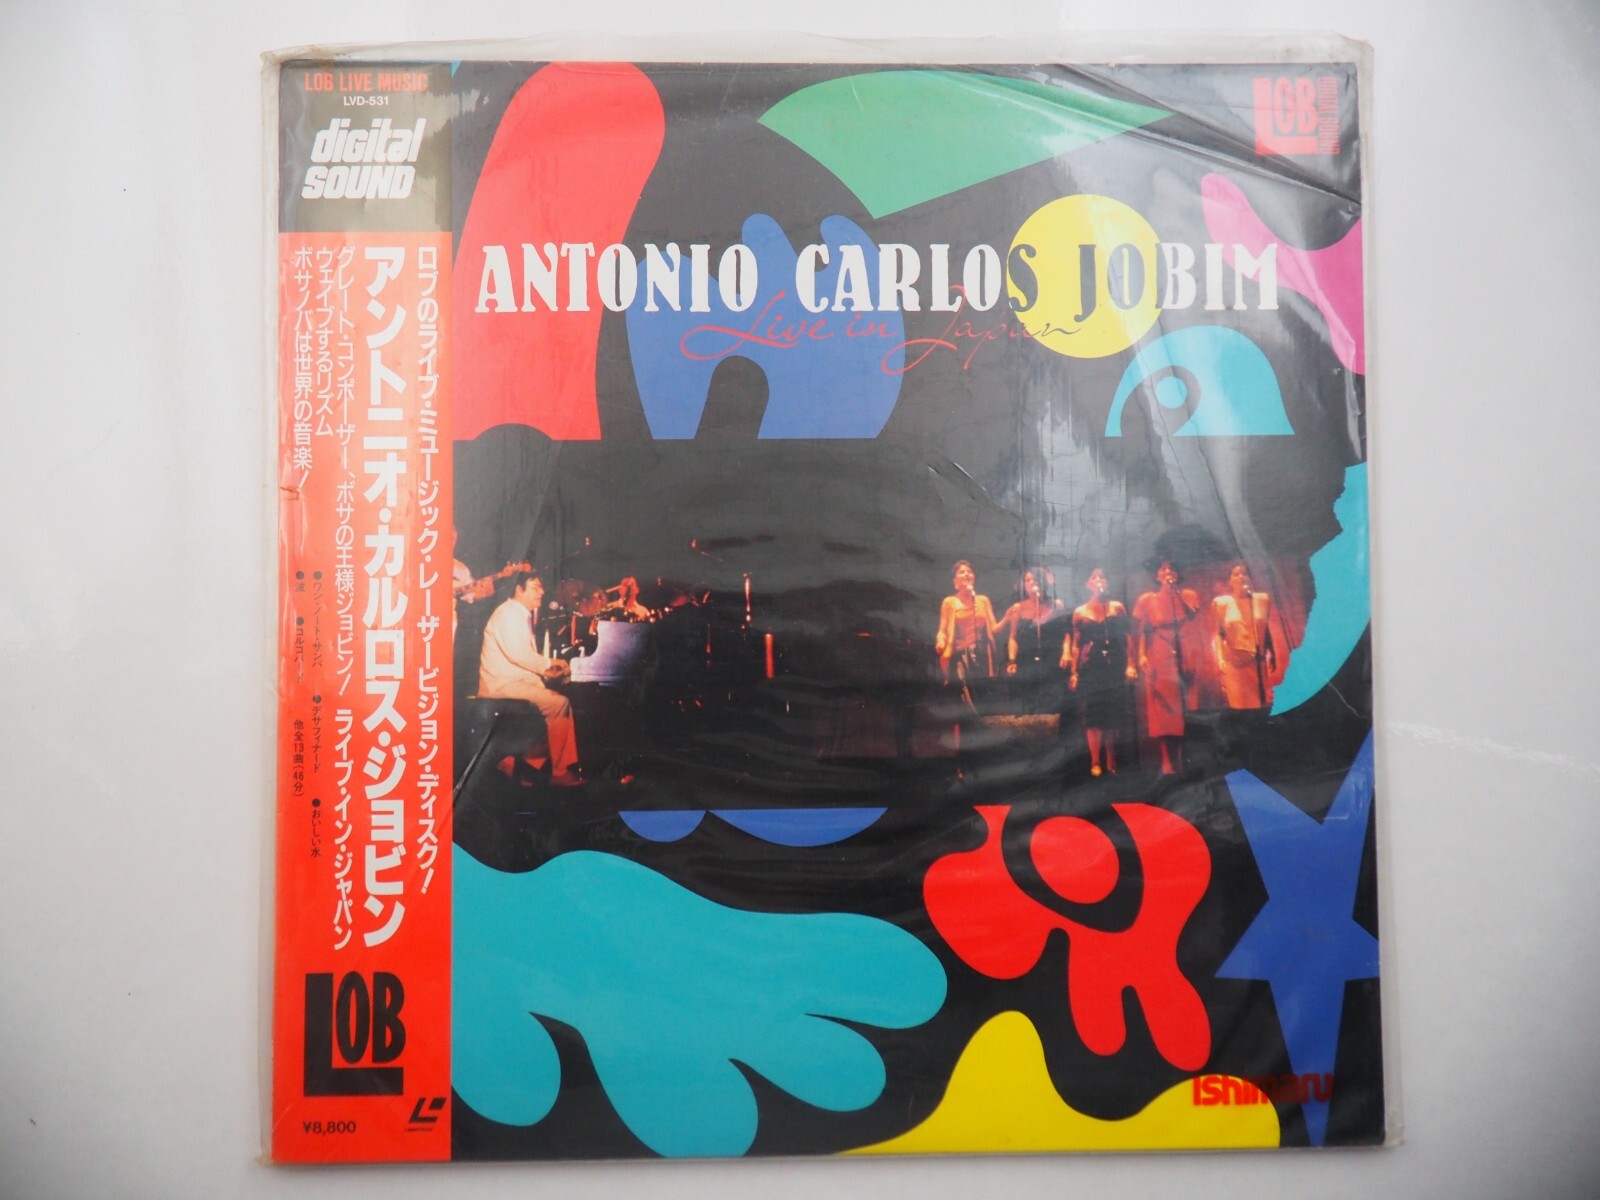 LOB LIVE MUSIC
LVD-531
digital
SOUND
ロブのライブ・ミュージック・レーザービジョン・ディスク!
アントニオ・カルロス・ジョビン
グレート・コンポーザー、ボサの王様ジョビン! ライブ・イン・ジャパン
ウェイブするリズム
ボサノバは世界の音楽!
●ワン・ノート・サンバ ●デサフィナード ●おいしい水
●波 ●コルコバード 他全13曲(46分)
LOB
¥8,800
ANTONIO CARLOS JOBIM
Live in Japan
LOB
Ishimaru